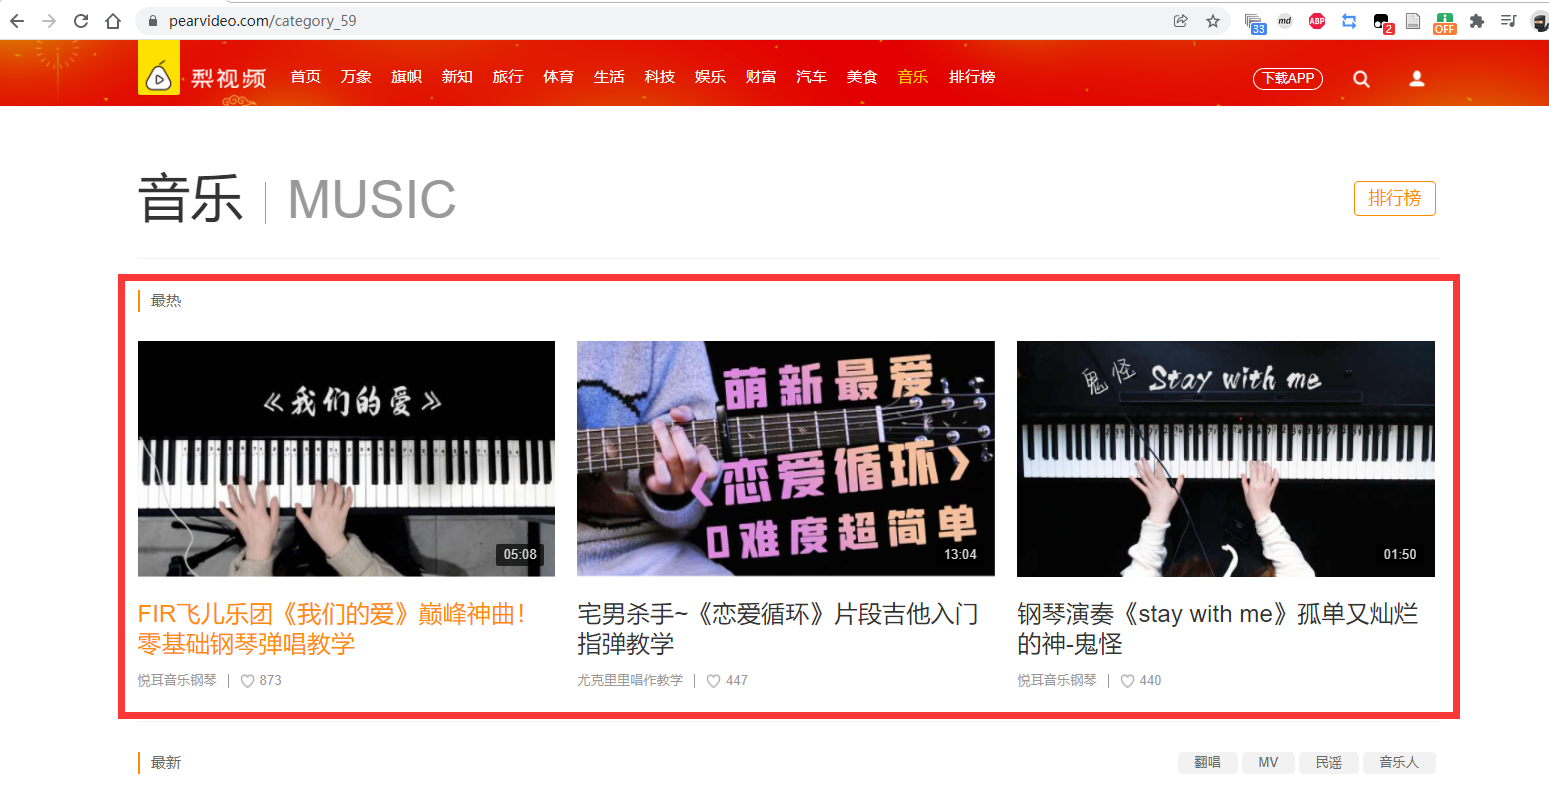 pearvideo.com/category_59
33
md
ABP
2
OFF
梨视频
首页 万象 旗帜 新知 旅行 体育 生活 科技 娱乐 财富 汽车 美食 音乐 排行榜
下载APP
音乐 MUSIC
排行榜
最热
《我们的爱》
05:08
萌新最爱
《恋爱循环》
0难度超简单
13:04
鬼怪 Stay with me
01:50
FIR飞儿乐团《我们的爱》巅峰神曲！
零基础钢琴弹唱教学
悦耳音乐钢琴 | 873
宅男杀手~《恋爱循环》片段吉他入门
指弹教学
尤克里里唱作教学 | 447
钢琴演奏《stay with me》孤单又灿烂
的神-鬼怪
悦耳音乐钢琴 | 440
最新
翻唱 MV 民谣 音乐人